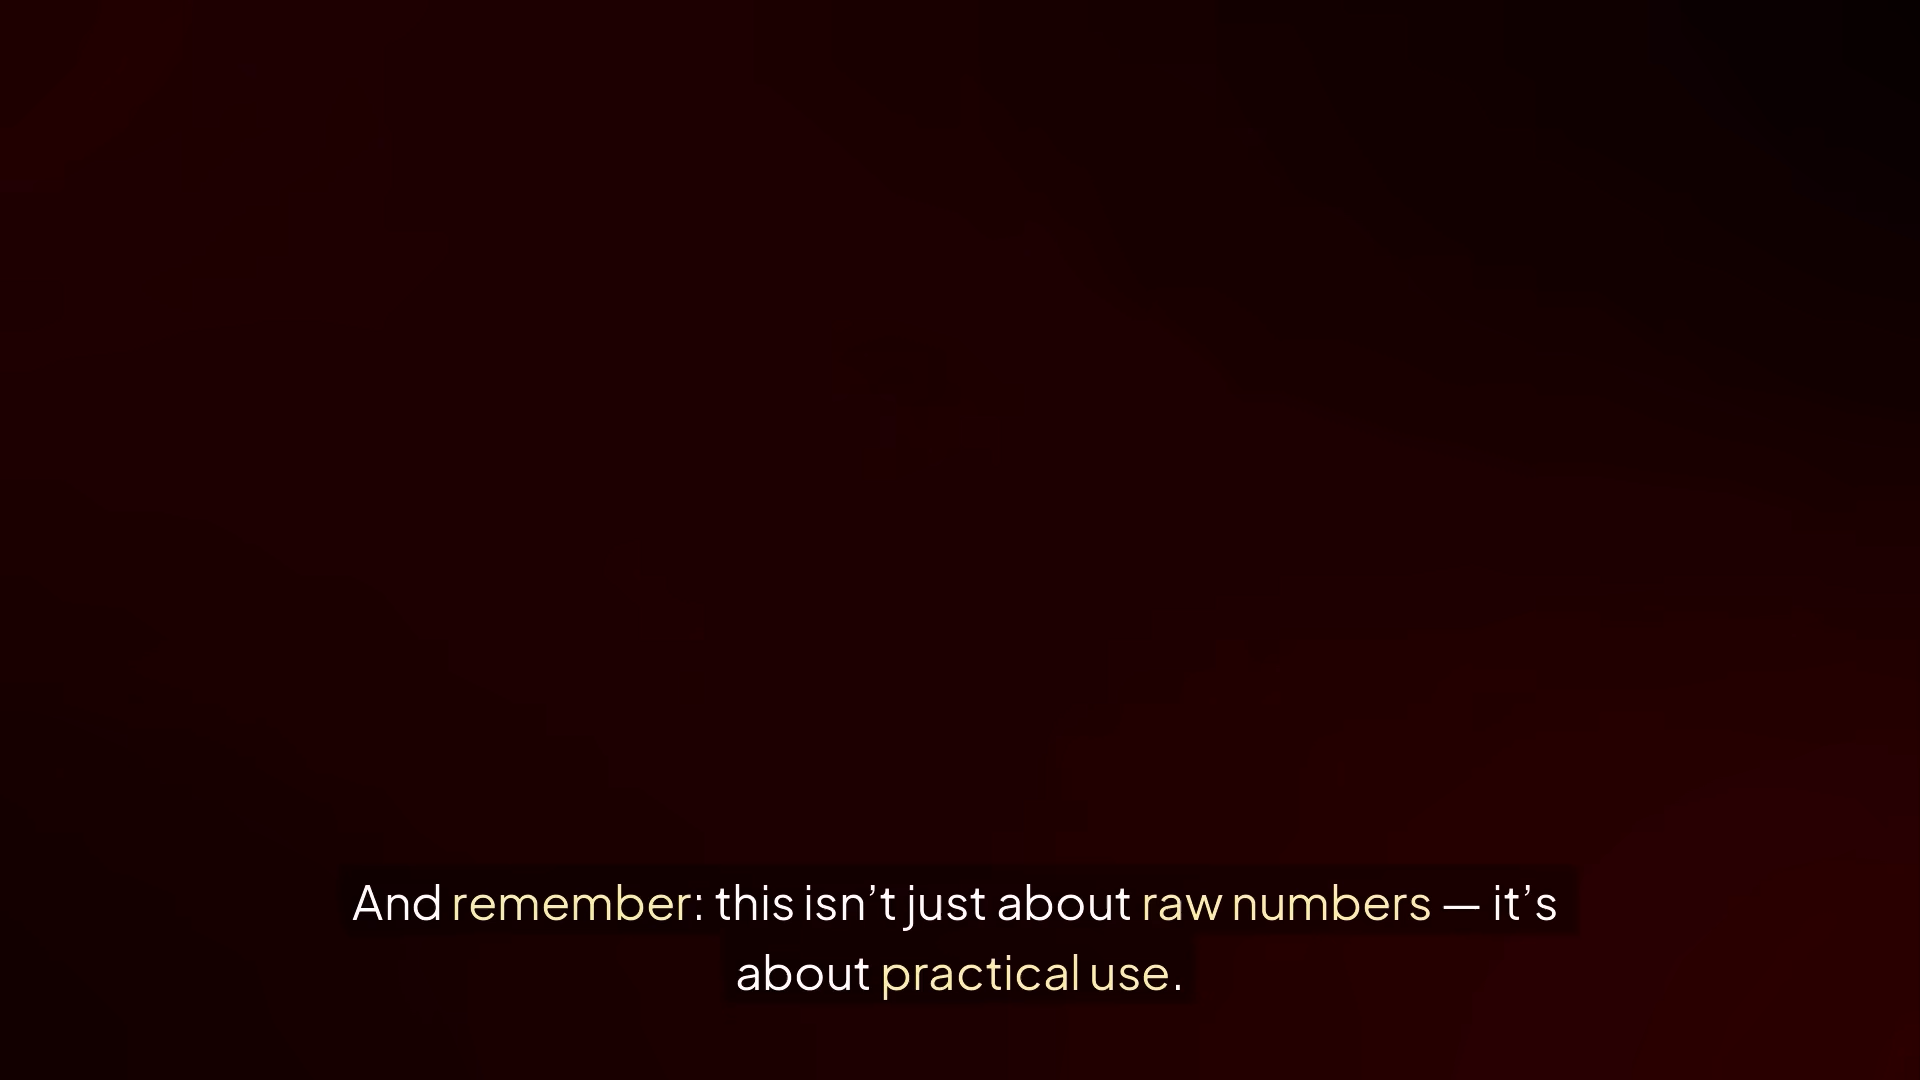 And remember: this isn’t just about raw numbers — it’s
about practical use.